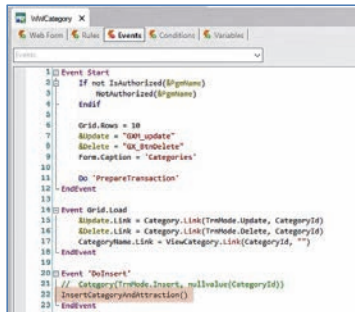 WWCategory ×
Web Form | Rules | Events | Conditions | Variables
Events:
1 Event Start
2 If not IsAuthorized(&PgmName)
3 NotAuthorized(&PgmName)
4 Endif
5
6 Grid.Rows = 10
7 &Update = "GXM_update"
8 &Delete = "GX_BtnDelete"
9 Form.Caption = 'Categories'
10
11 Do 'PrepareTransaction'
12 EndEvent
13
14 Event Grid.Load
15 &Update.Link = Category.Link(TrnMode.Update, CategoryId)
16 &Delete.Link = Category.Link(TrnMode.Delete, CategoryId)
17 CategoryName.Link = ViewCategory.Link(CategoryId, "")
18 EndEvent
19
20 Event 'DoInsert'
21 // Category(TrnMode.Insert, nullvalue(CategoryId))
22 InsertCategoryAndAttraction()
23 EndEvent